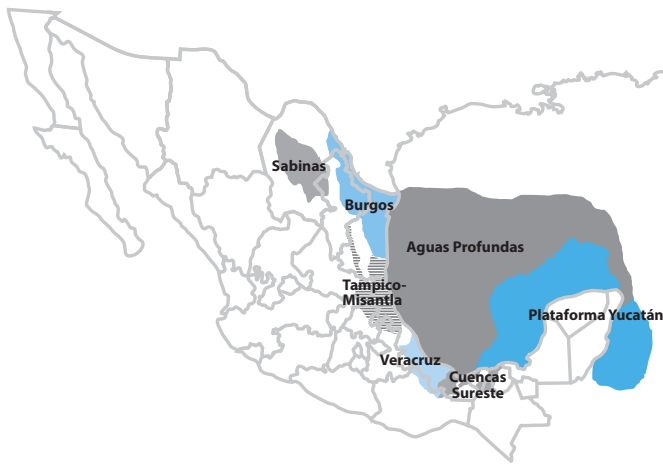 Sabinas
Burgos
Aguas Profundas
Tampico-
Misantla
Plataforma Yucatán
Veracruz
Cuencas
Sureste